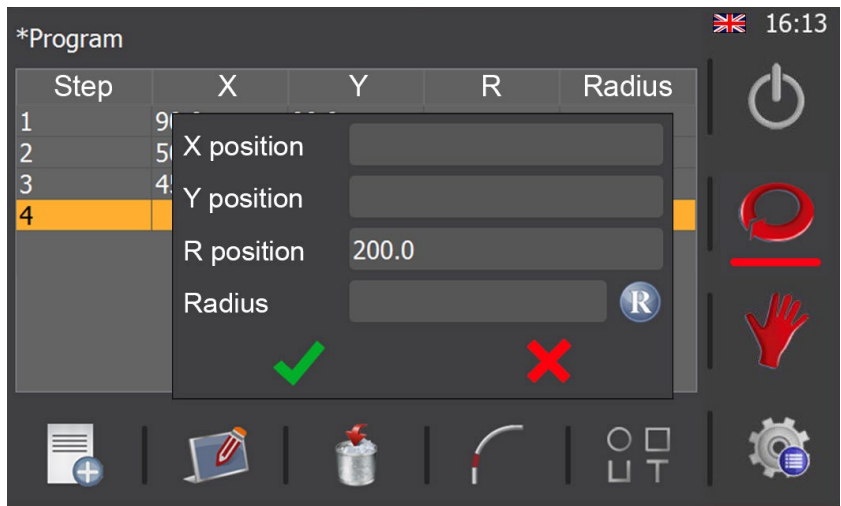 *Program
16:13
Step X Y R Radius
1
2
3
4
X position
Y position
R position 200.0
Radius R